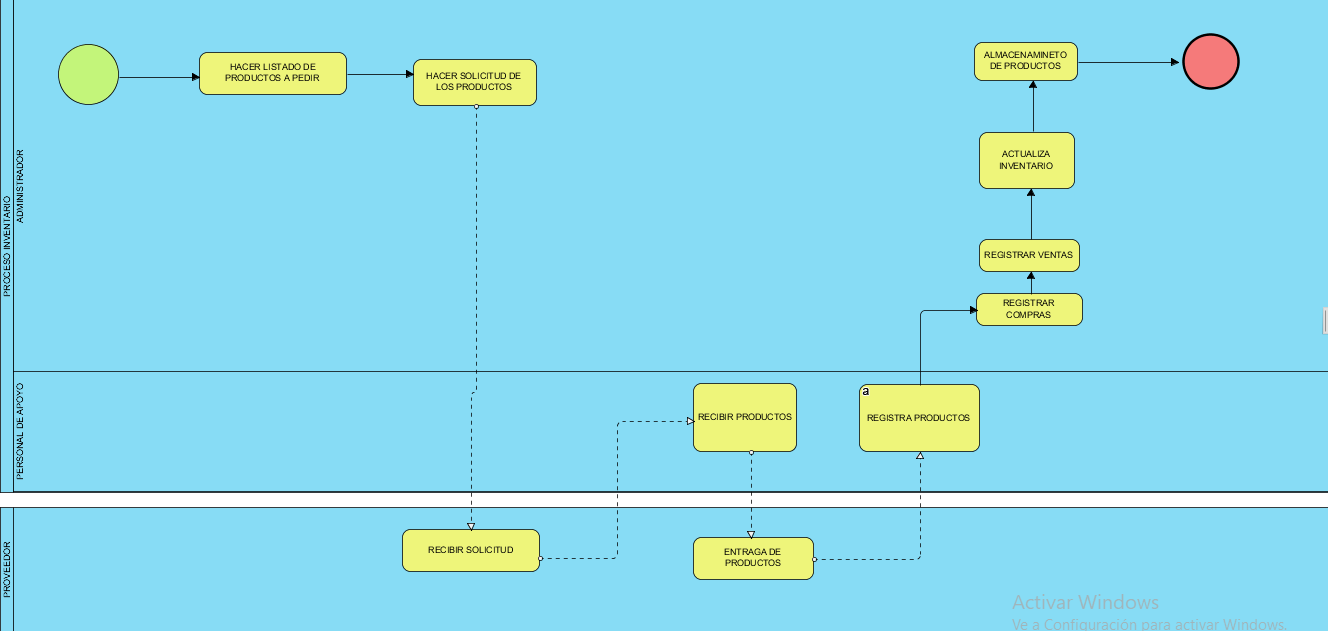 PROCESO INVENTARIO
ADMINISTRADOR
HACER LISTADO DE
PRODUCTOS A PEDIR
HACER SOLICITUD DE
LOS PRODUCTOS
ALMACENAMINETO
DE PRODUCTOS
ACTUALIZA
INVENTARIO
REGISTRAR VENTAS
REGISTRAR
COMPRAS
PERSONAL DE APOYO
RECIBIR PRODUCTOS
a
REGISTRA PRODUCTOS
PROVEEDOR
RECIBIR SOLICITUD
ENTRAGA DE
PRODUCTOS
Activar Windows
Ve a Configuración para activar Windows.